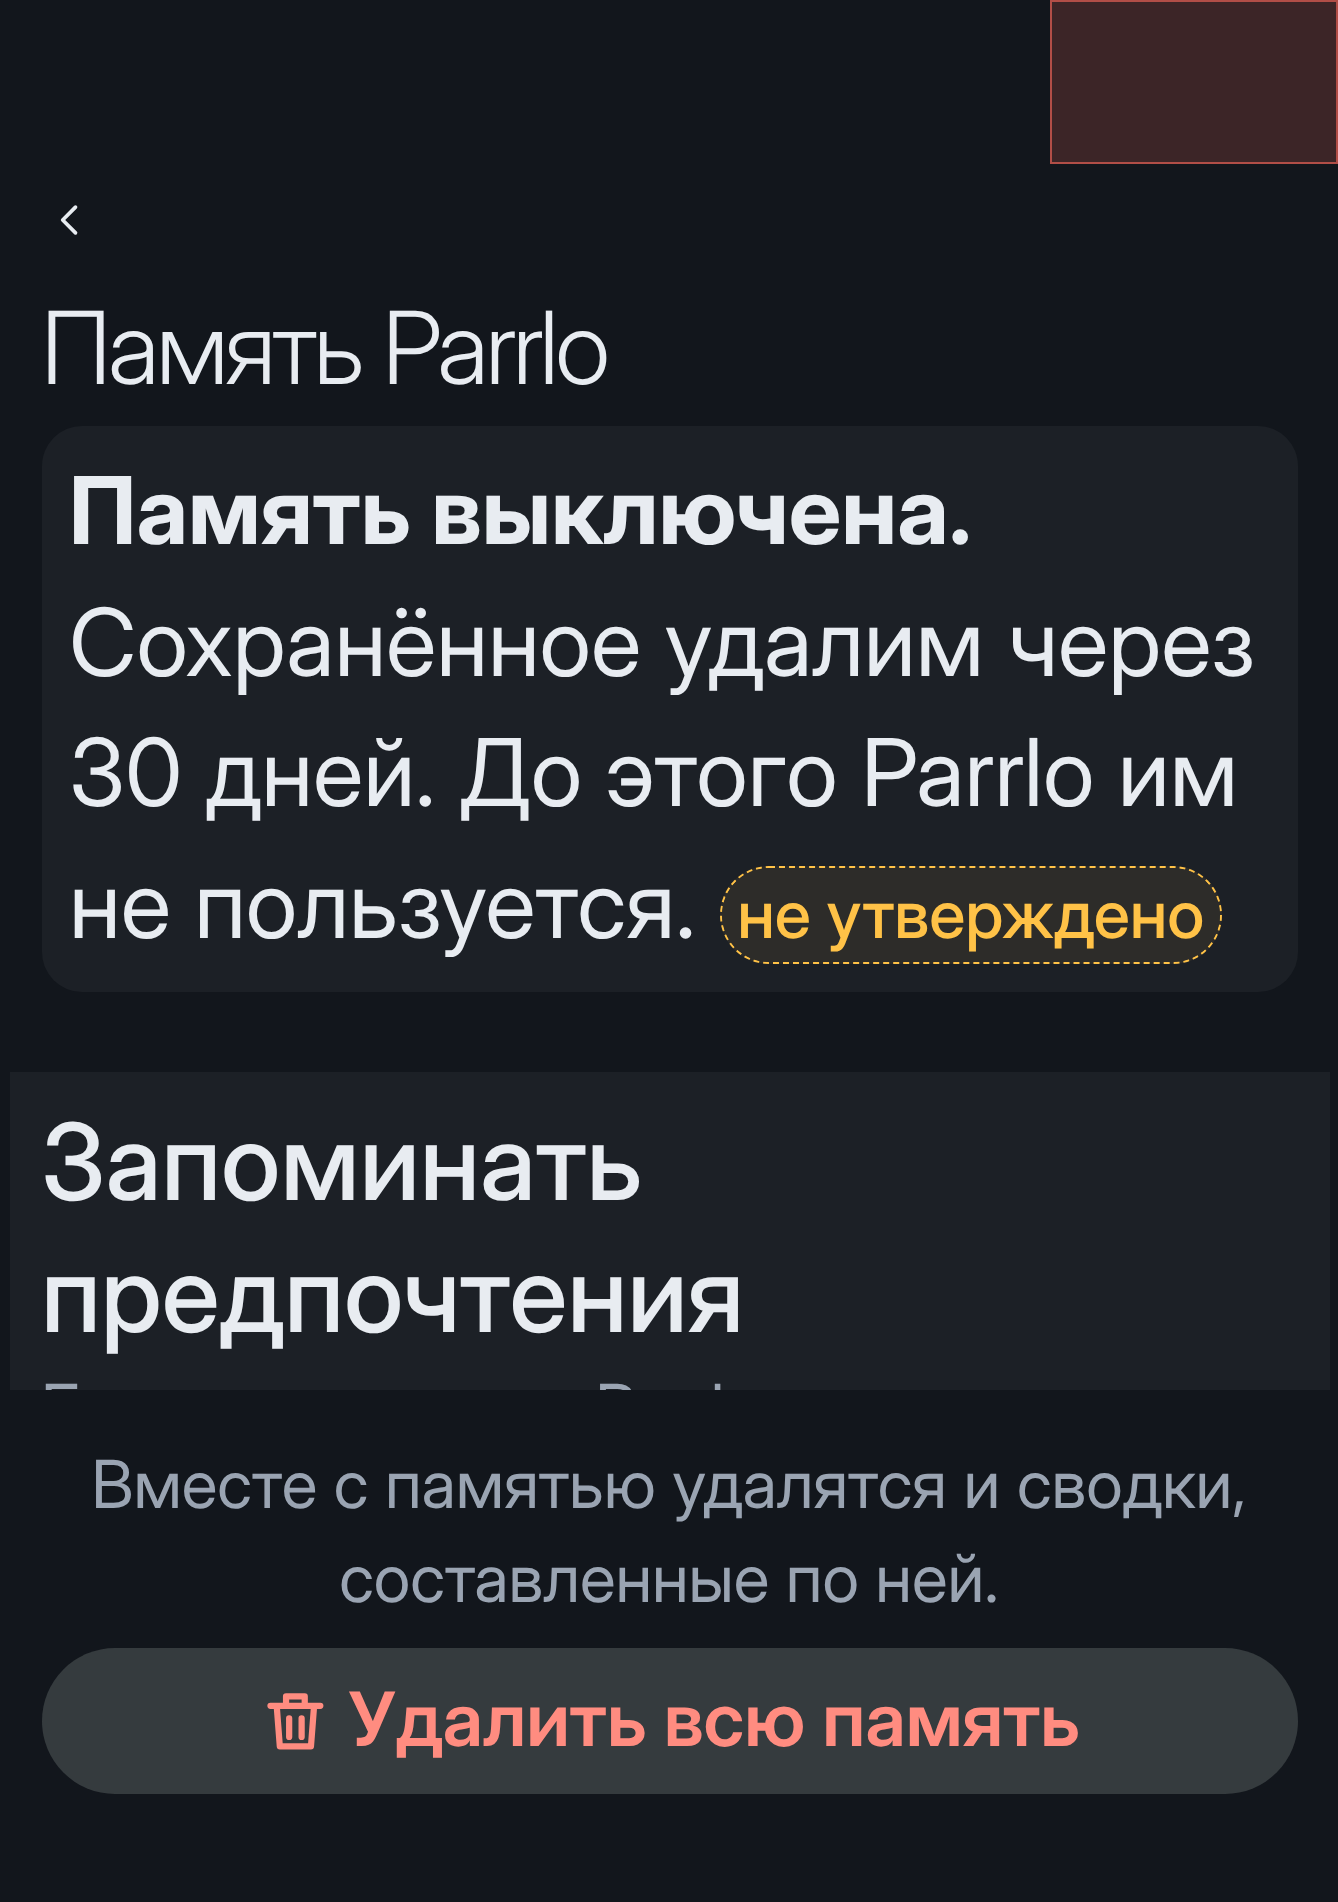 Память Parrlo
Память выключена.
Сохранённое удалим через
30 дней. До этого Parrlo им
не пользуется. не утверждено
Запоминать
предпочтения
Вместе с памятью удалятся и сводки,
составленные по ней.
Удалить всю память